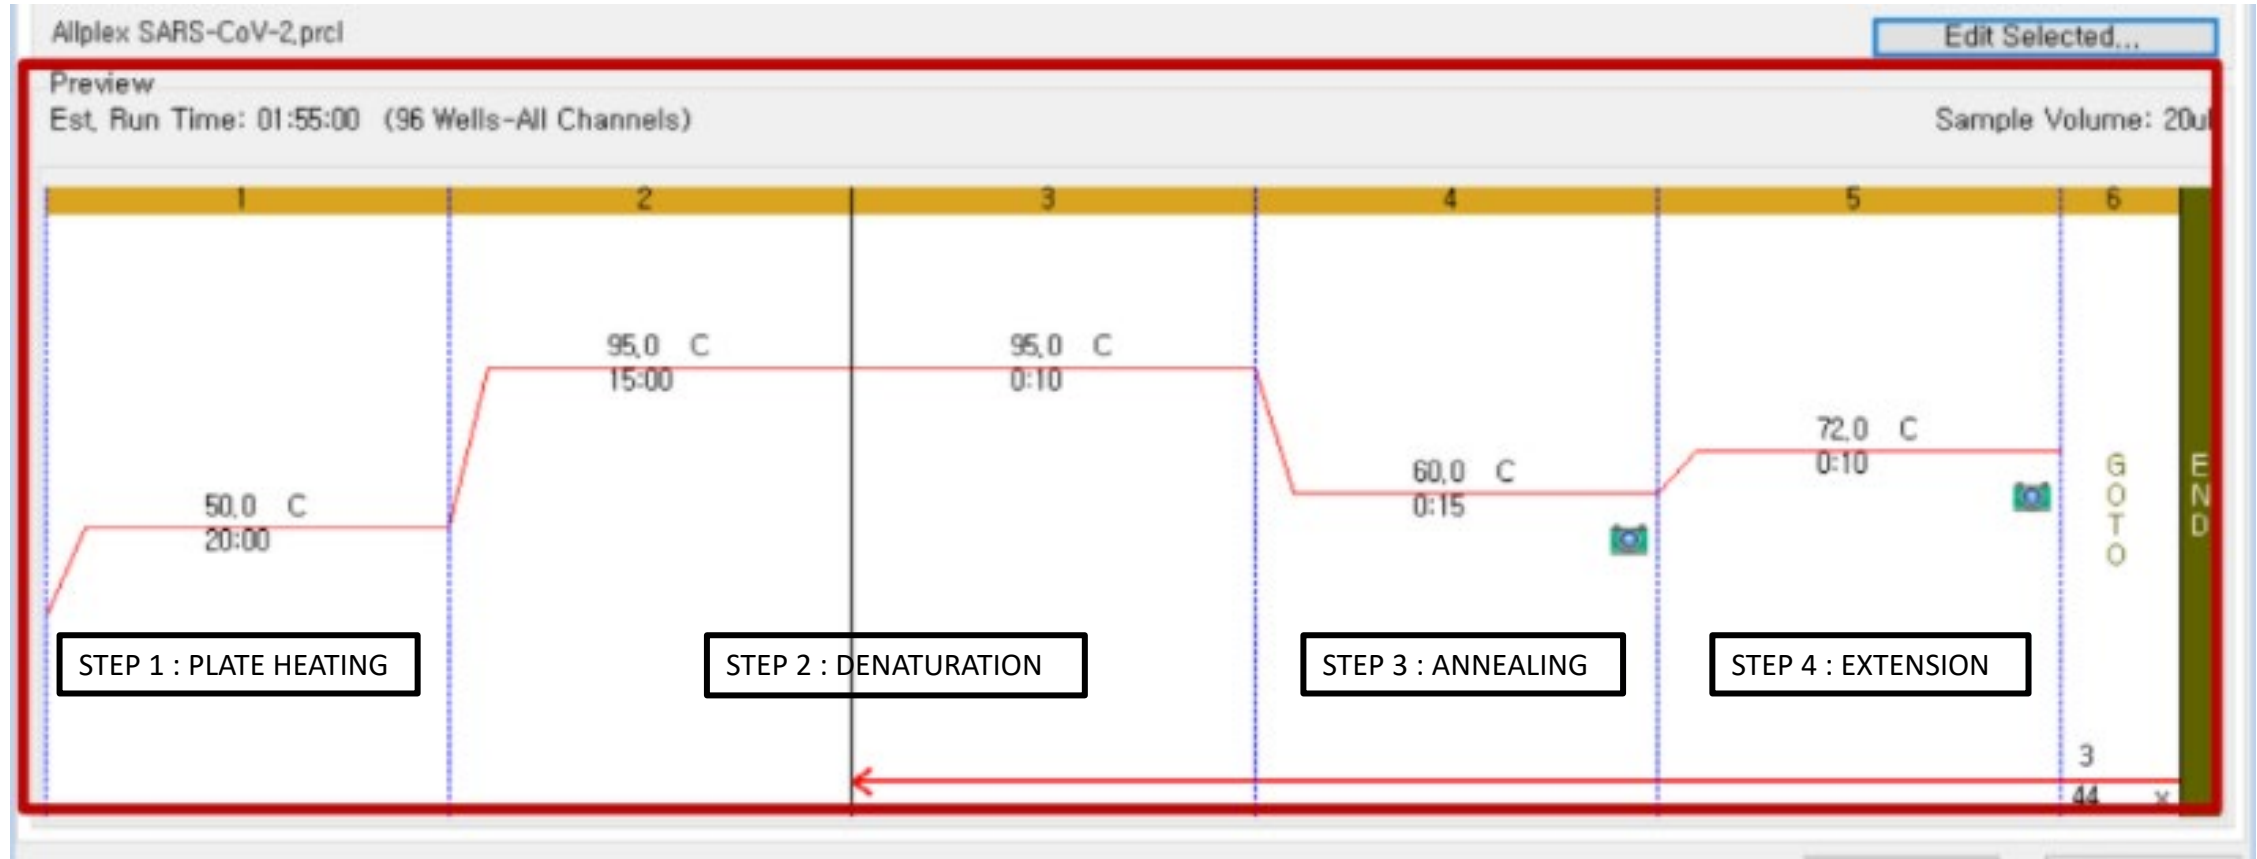 Allplex SARS-CoV-2.prcl
Edit Selected...
Preview
Est. Run Time: 01:55:00 (96 Wells-All Channels)
Sample Volume: 20ul
1 2 3 4 5 6
95.0 C
15:00
95.0 C
0:10
72.0 C
0:10
60.0 C
0:15
50.0 C
20:00
GOTO
END
STEP 1 : PLATE HEATING
STEP 2 : DENATURATION
STEP 3 : ANNEALING
STEP 4 : EXTENSION
3
44 x